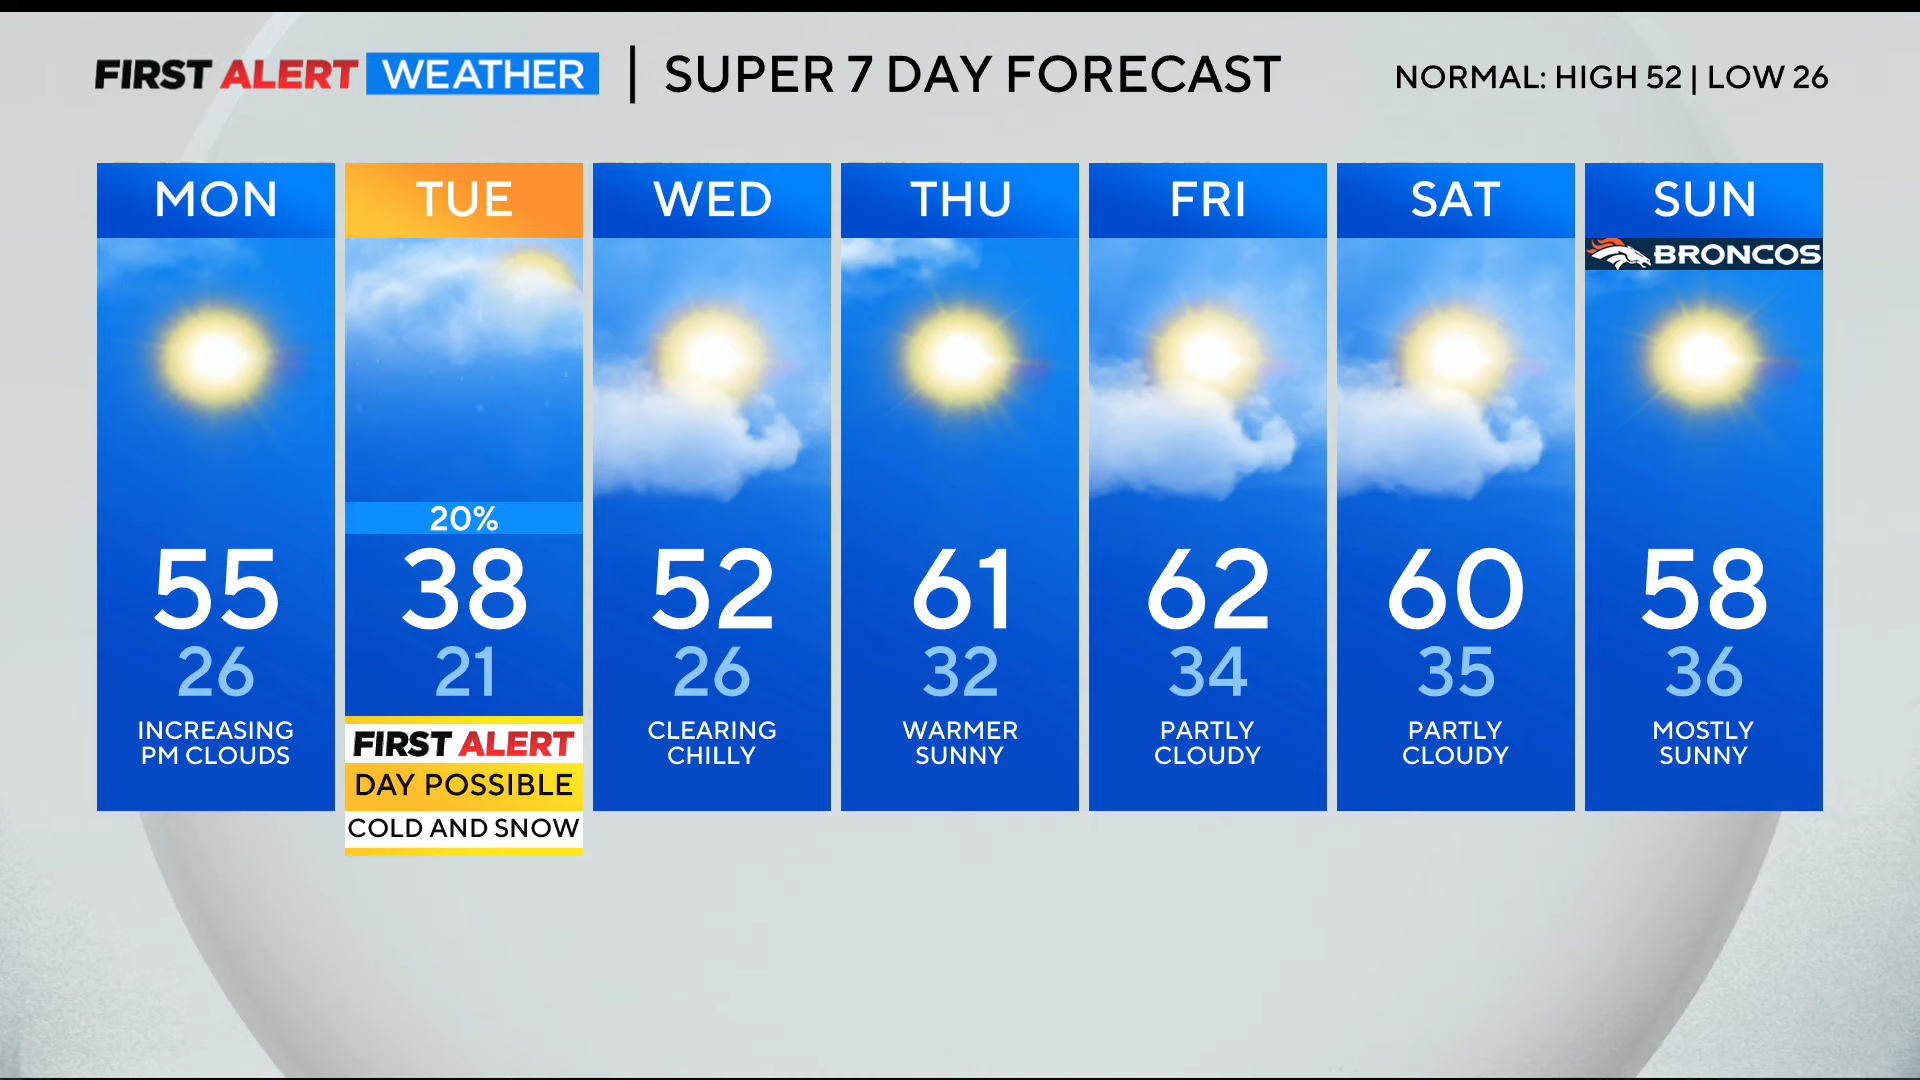 FIRST ALERT WEATHER | SUPER 7 DAY FORECAST
NORMAL: HIGH 52 | LOW 26
MON
55
26
INCREASING
PM CLOUDS
TUE
20%
38
21
FIRST ALERT
DAY POSSIBLE
COLD AND SNOW
WED
52
26
CLEARING
CHILLY
THU
61
32
WARMER
SUNNY
FRI
62
34
PARTLY
CLOUDY
SAT
60
35
PARTLY
CLOUDY
SUN
BRONCOS
58
36
MOSTLY
SUNNY